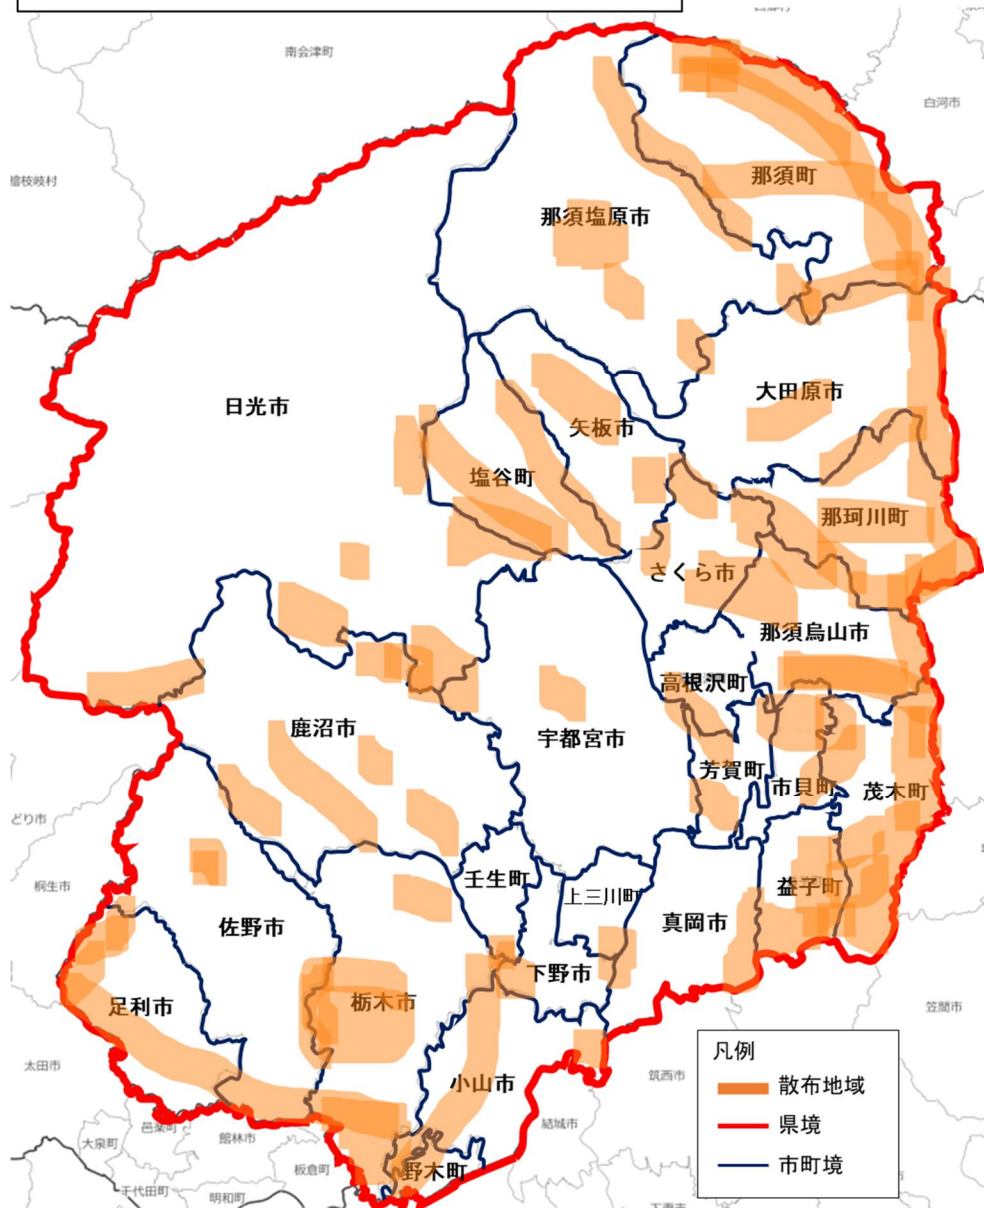 南会津町
白河市
檜枝岐村
那須町
那須塩原市
大田原市
日光市
矢板市
塩谷町
那珂川町
さくら市
那須烏山市
高根沢町
鹿沼市
宇都宮市
芳賀町
市貝町
茂木町
どり市
桐生市
壬生町
上三川町
益子町
真岡市
佐野市
下野市
栃木市
足利市
笠間市
凡例
散布地域
県境
市町境
太田市
小山市
筑西市
結城市
邑楽町
大泉町
館林市
板倉町
野木町
千代田町
明和町